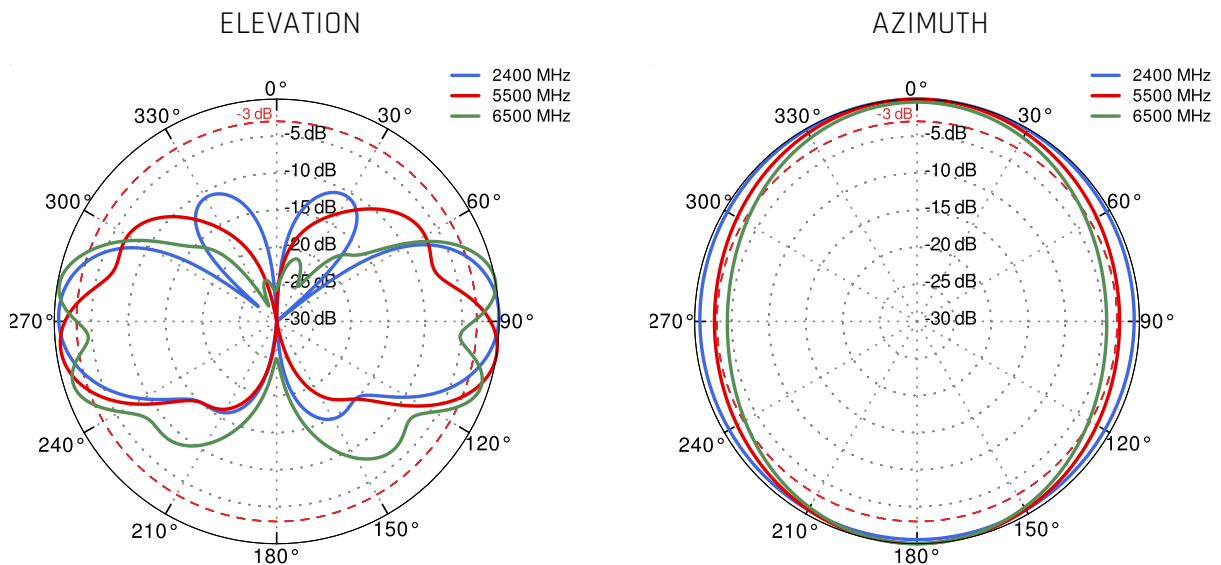 ELEVATION
2400 MHz
5500 MHz
6500 MHz
0°
-3 dB
30°
330°
-5 dB
-10 dB
300°
60°
-15 dB
-20 dB
-25 dB
-30 dB
270°
90°
240°
120°
210°
150°
180°
AZIMUTH
2400 MHz
5500 MHz
6500 MHz
0°
-3 dB
30°
330°
-5 dB
-10 dB
300°
60°
-15 dB
-20 dB
-25 dB
-30 dB
270°
90°
240°
120°
210°
150°
180°